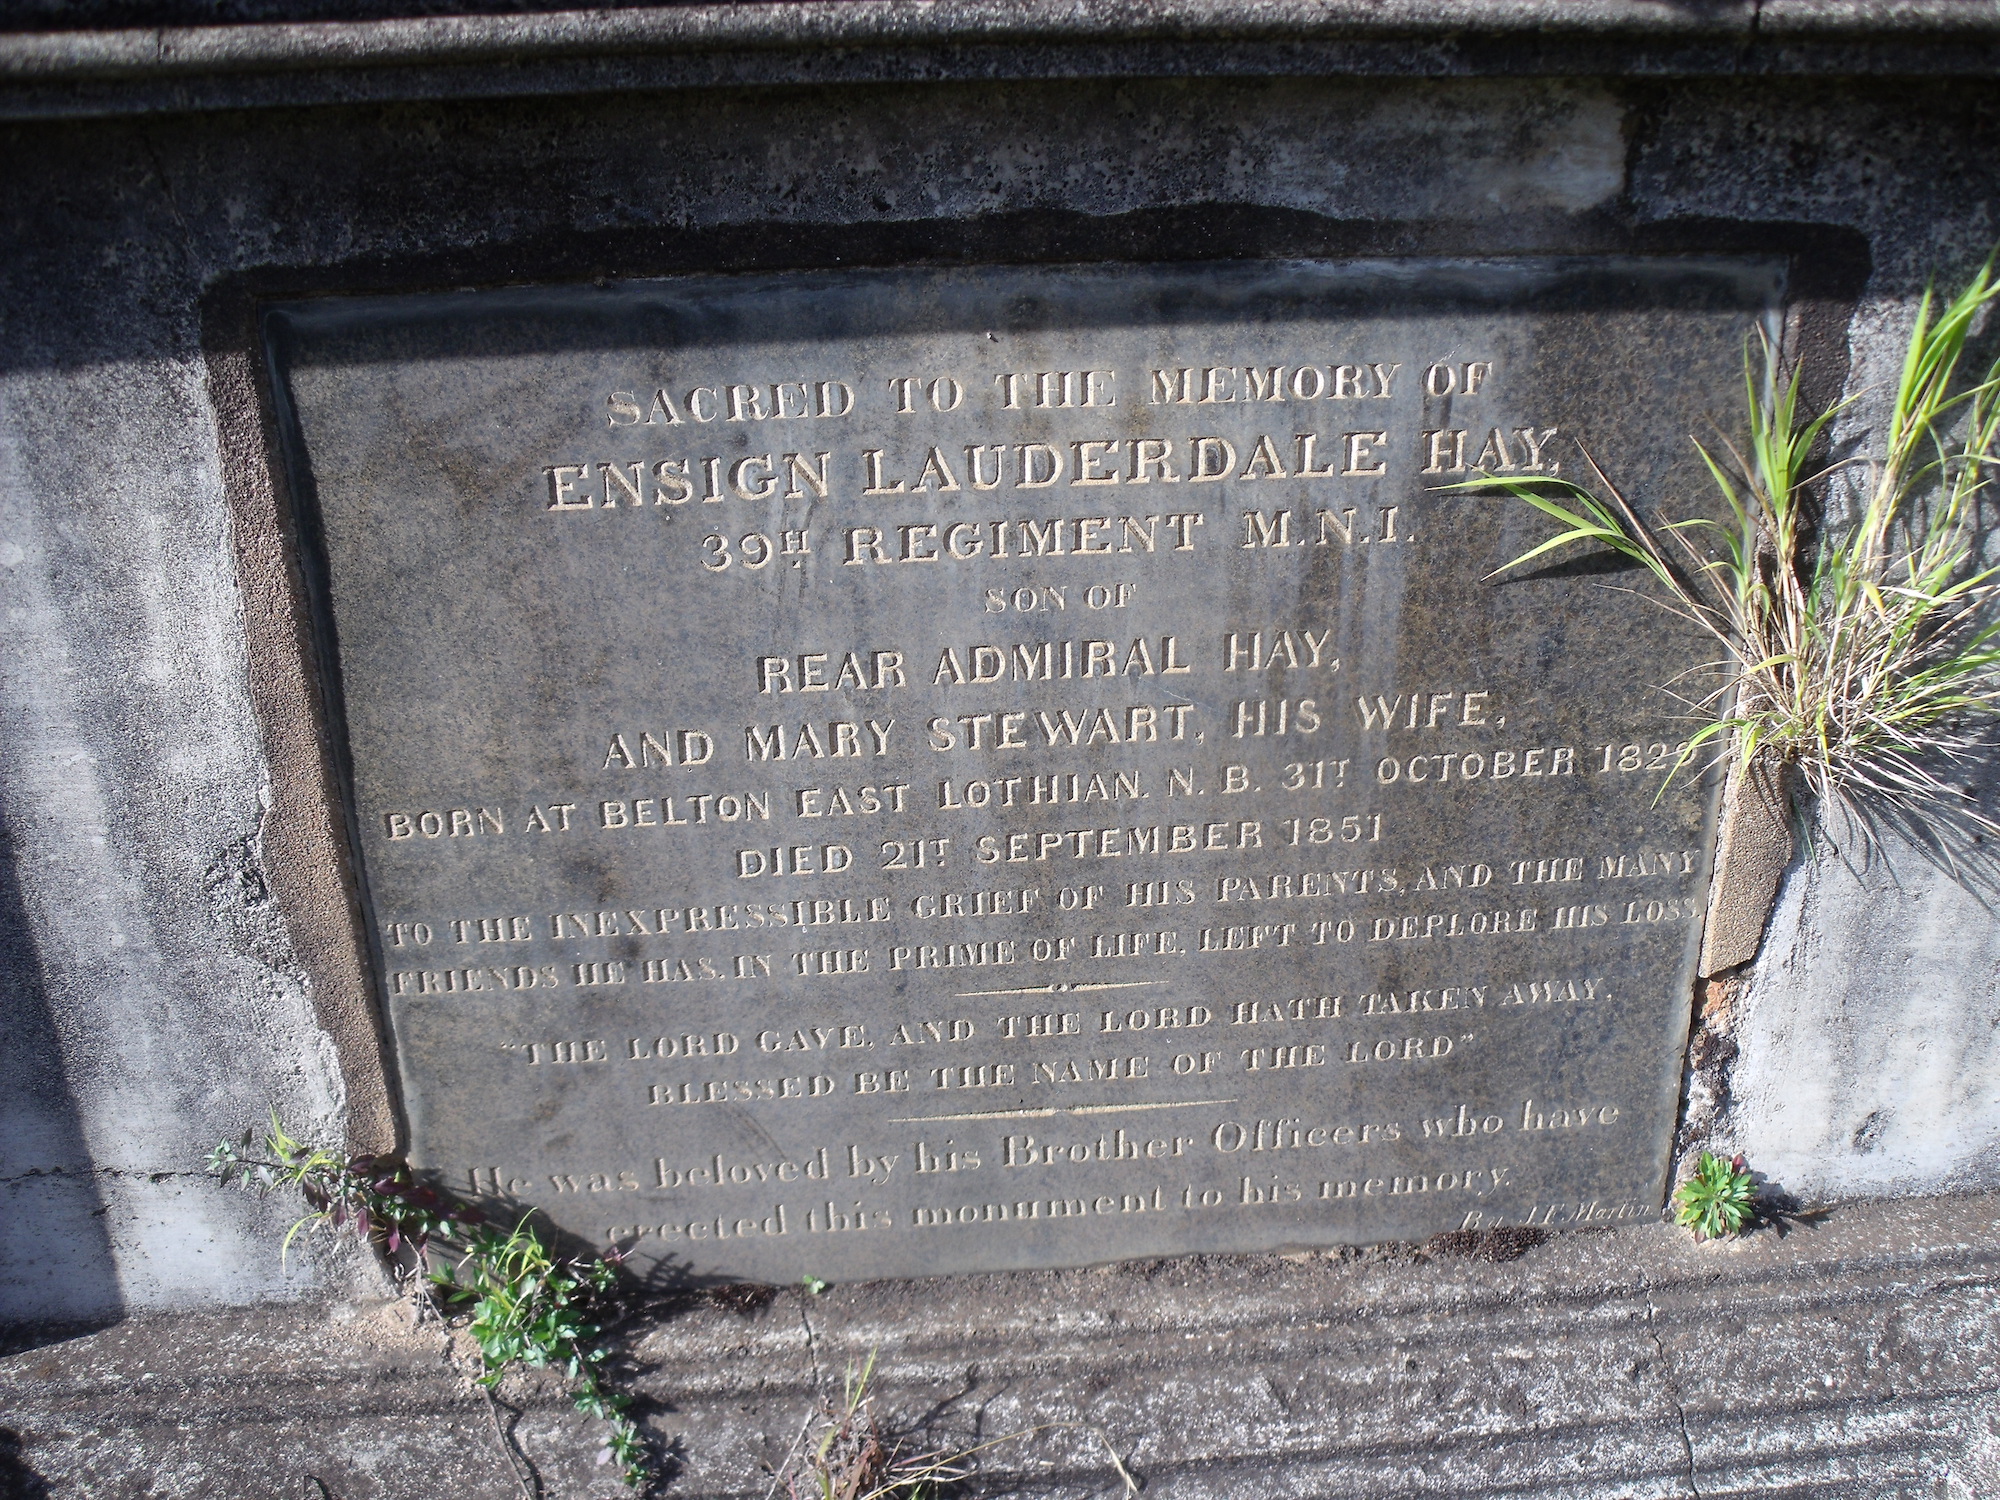 SACRED TO THE MEMORY OF
ENSIGN LAUDERDALE HAY,
39TH REGIMENT M.N.I.
SON OF
REAR ADMIRAL HAY,
AND MARY STEWART, HIS WIFE,
BORN AT BELTON EAST LOTHIAN. N. B. 31T OCTOBER
DIED 21T SEPTEMBER 1851
TO THE INEXPRESSIBLE GRIEF OF HIS PARENTS, AND THE MANY
FRIENDS HE HAS, IN THE PRIME OF LIFE, LEFT TO DEPLORE HIS LOSS.
"THE LORD GAVE, AND THE LORD HATH TAKEN AWAY,
BLESSED BE THE NAME OF THE LORD"
He was beloved by his Brother Officers who have
erected this monument to his memory.
By Martin